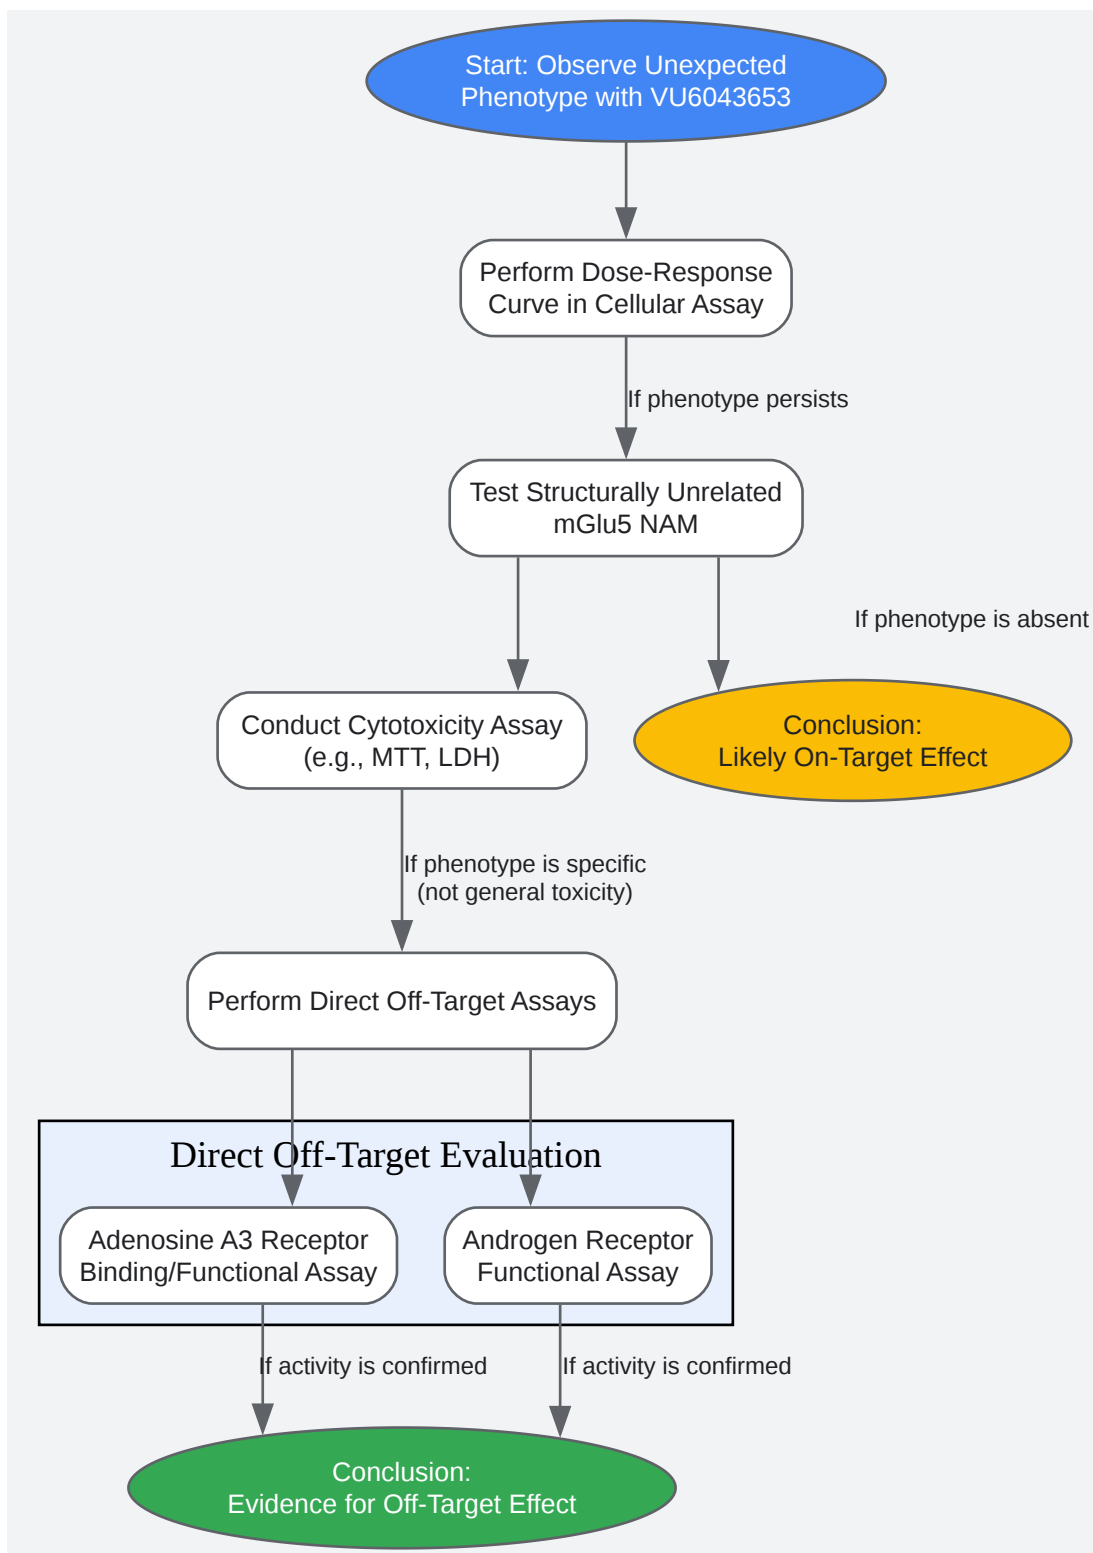 Start: Observe Unexpected
Phenotype with VU6043653
Perform Dose-Response
Curve in Cellular Assay
If phenotype persists
Test Structurally Unrelated
mGlu5 NAM
If phenotype is absent
Conduct Cytotoxicity Assay
(e.g., MTT, LDH)
Conclusion:
Likely On-Target Effect
If phenotype is specific
(not general toxicity)
Perform Direct Off-Target Assays
Direct Off-Target Evaluation
Adenosine A3 Receptor
Binding/Functional Assay
Androgen Receptor
Functional Assay
If activity is confirmed
If activity is confirmed
Conclusion:
Evidence for Off-Target Effect